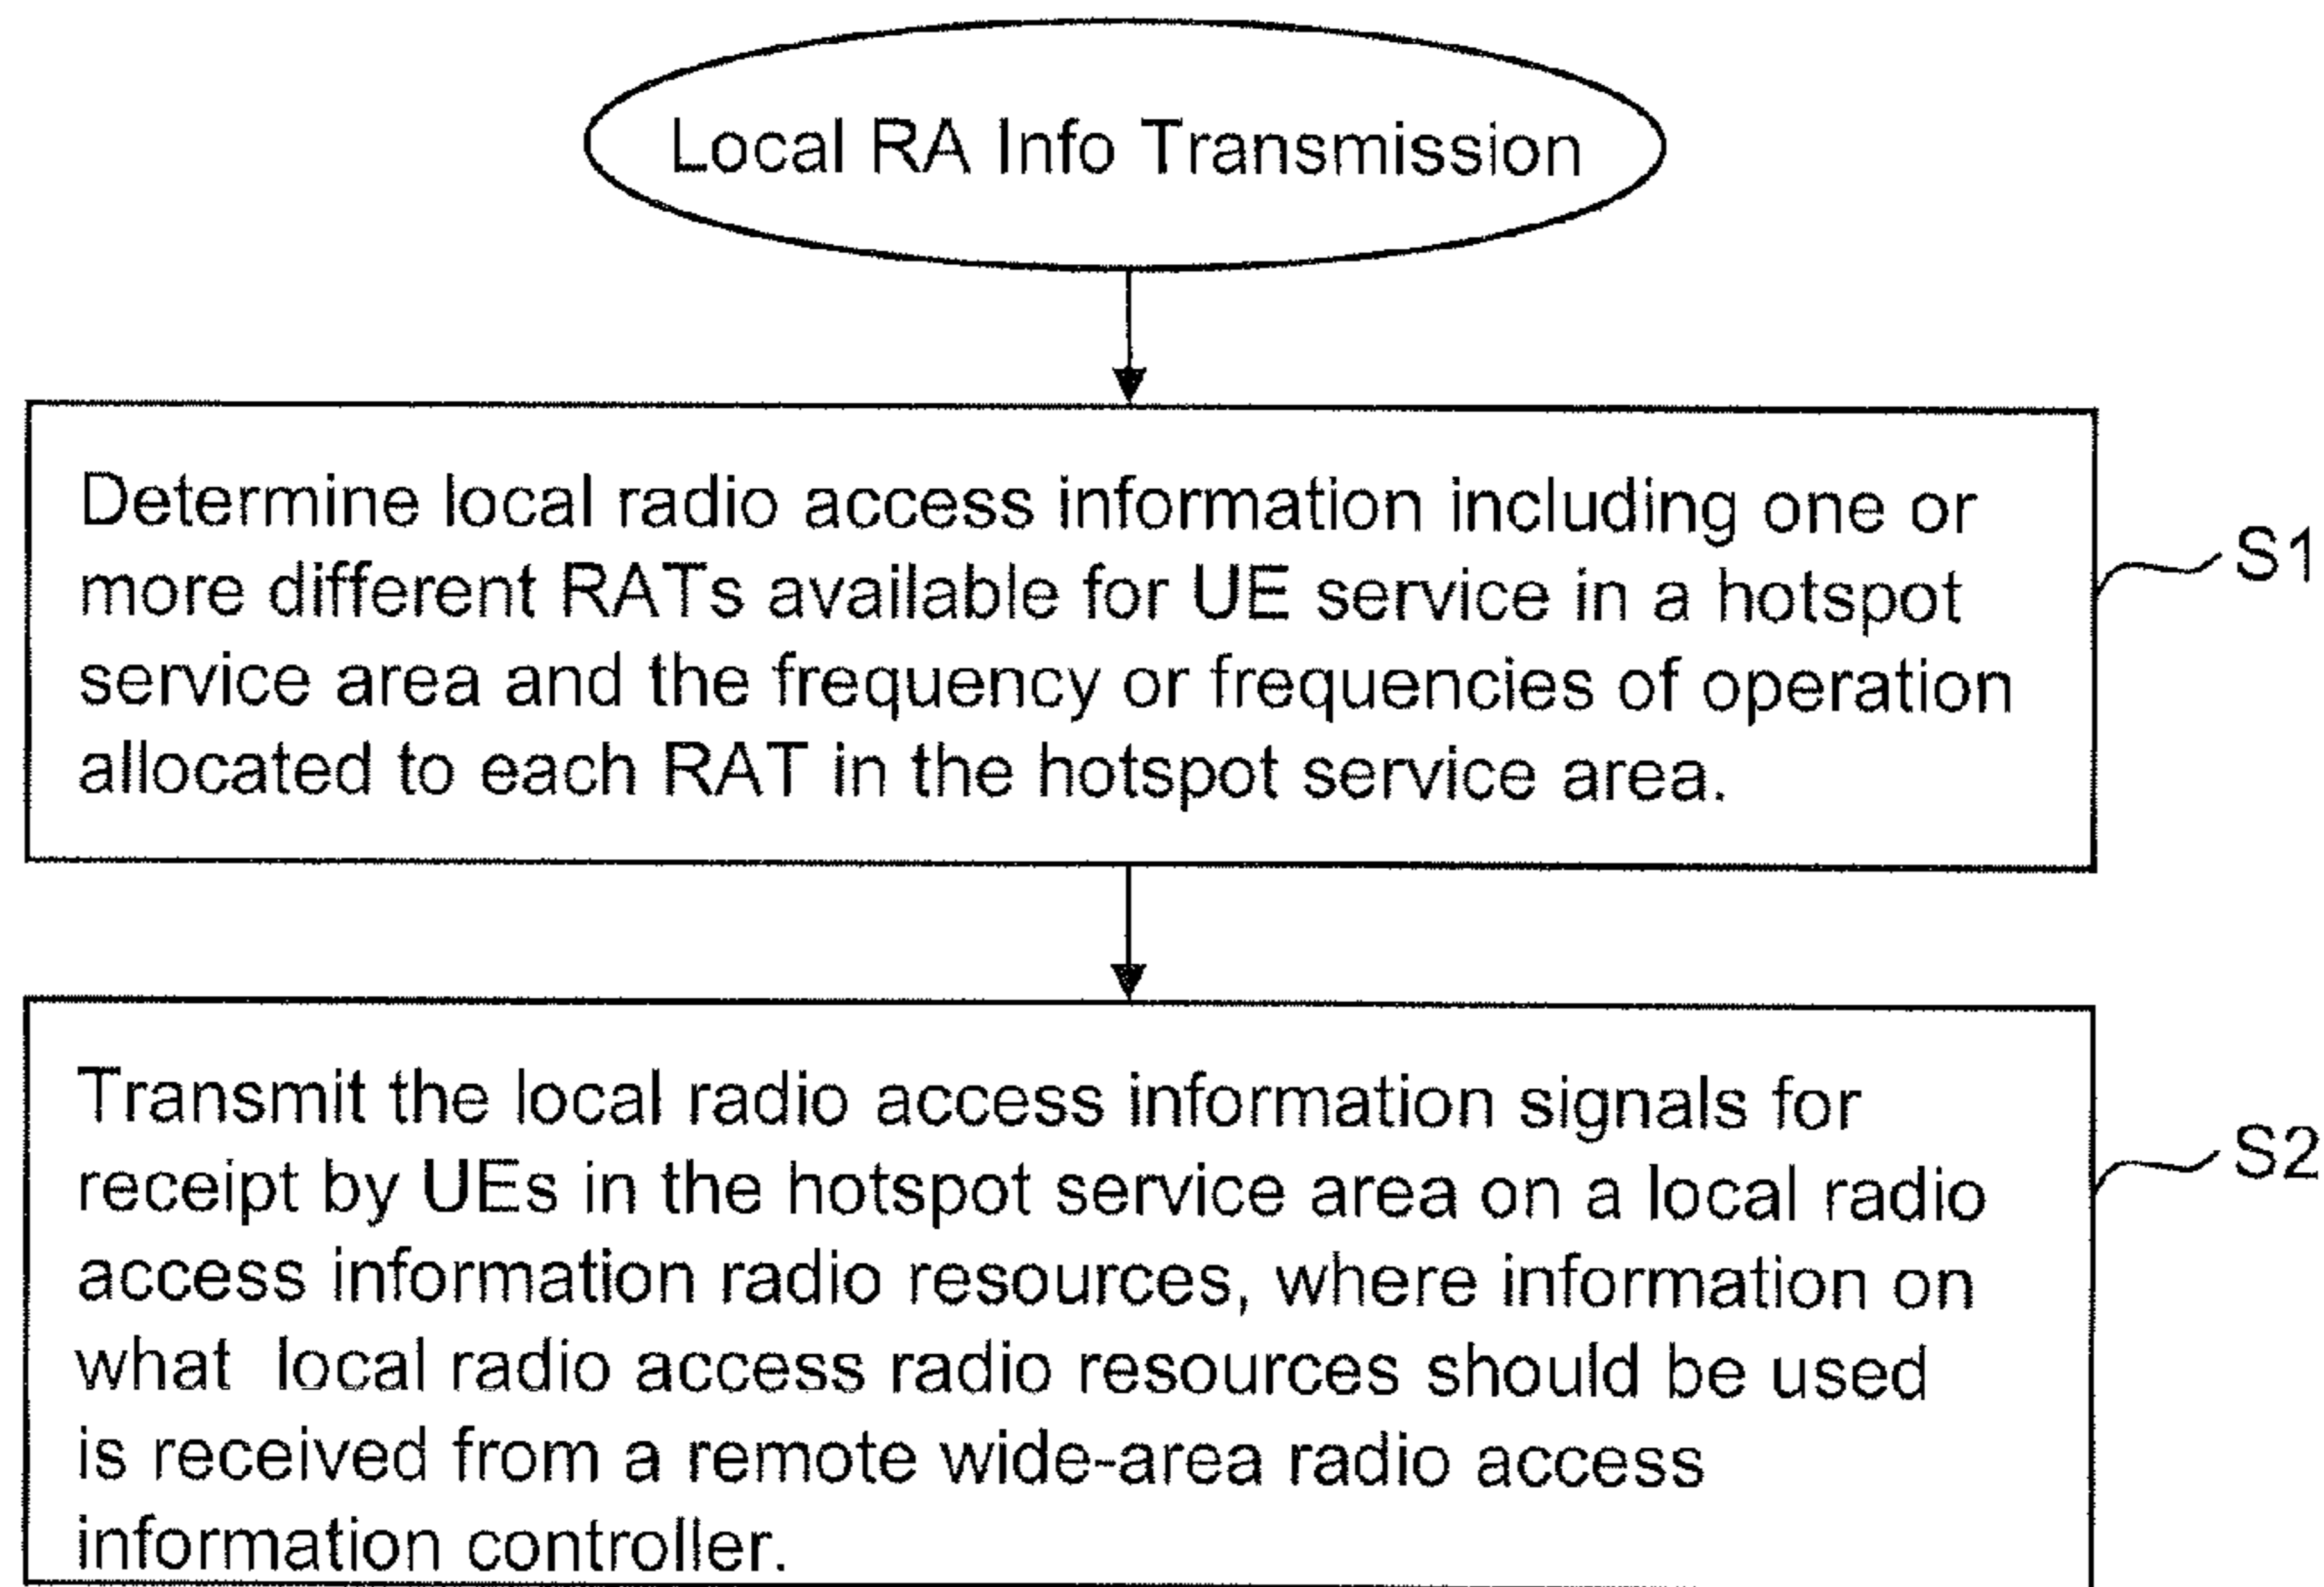 Local RA Info Transmission
Determine local radio access information including one or
more different RATs available for UE service in a hotspot
service area and the frequency or frequencies of operation
allocated to each RAT in the hotspot service area.
S1
Transmit the local radio access information signals for
receipt by UEs in the hotspot service area on a local radio
access information radio resources, where information on
what local radio access radio resources should be used
is received from a remote wide-area radio access
information controller.
S2